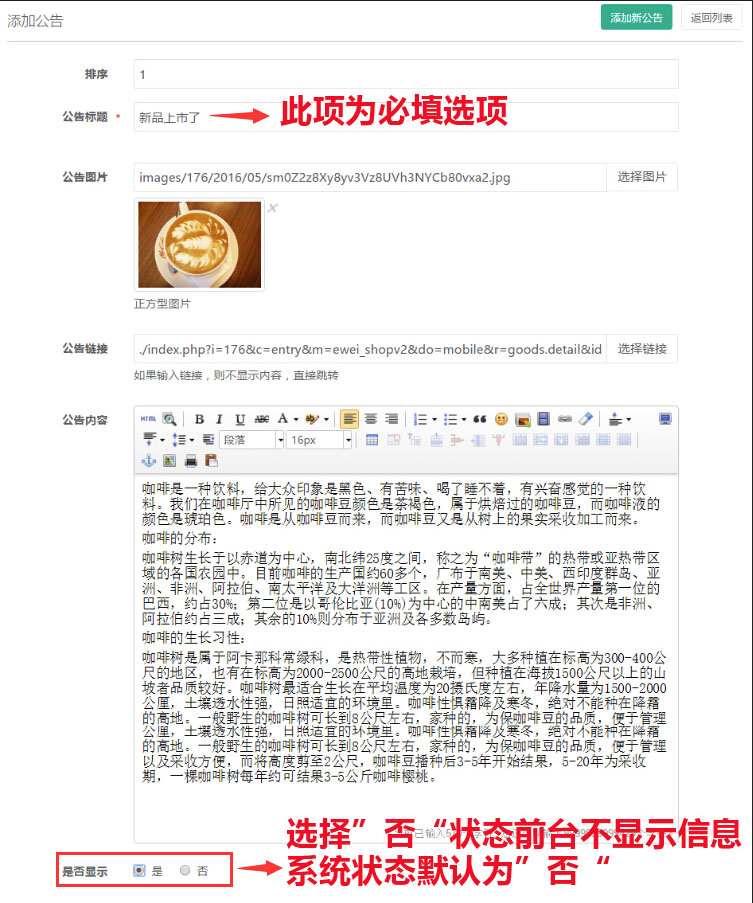 添加公告
添加新公告
返回列表
排序
1
公告标题 *
新品上市了
此项为必填选项
公告图片
images/176/2016/05/sm0Z2z8Xy8yv3Vz8UVh3NYCb80vxa2.jpg
选择图片
正方型图片
公告链接
./index.php?i=176&c=entry&m=ewei_shopv2&do=mobile&r=goods.detail&id
选择链接
如果输入链接，则不显示内容，直接跳转
公告内容
HTML
B I U ABC A ab
段落
16px
咖啡是一种饮料，给大众印象是黑色、有苦味、喝了睡不着，有兴奋感觉的一种饮
料。我们在咖啡厅中所见的咖啡豆颜色是茶褐色，属于烘焙过的咖啡豆，而咖啡液的
颜色是琥珀色。咖啡是从咖啡豆而来，而咖啡豆又是从树上的果实采收加工而来。
咖啡的分布：
咖啡树生长于以赤道为中心，南北纬25度之间，称之为“咖啡带”的热带或亚热带区
域的各国农园中。目前咖啡的生产国约60多个，广布于南美、中美、西印度群岛、亚
洲、非洲、阿拉伯、南太平洋及大洋洲等工区。在产量方面，占全世界产量第一位的
巴西，约占30%；第二位是以哥伦比亚(10%)为中心的中南美占了六成；其次是非洲、
阿拉伯约占三成；其余的10%则分布于亚洲及各多数岛屿。
咖啡的生长习性：
咖啡树是属于阿卡那科常绿科，是热带性植物，不而寒，大多种植在标高为300-400公
尺的地区，也有在标高为2000-2500公尺的高地栽培，但种植在海拔1500公尺以上的山
坡者品质较好。咖啡树最适合生长在平均温度为20摄氏度左右，年降水量为1500-2000
公厘，土壤透水性强，日照适宜的环境里。咖啡性惧霜降及寒冬，绝对不能种在降霜
的高地。一般野生的咖啡树可长到8公尺左右，家种的，为保咖啡豆的品质，便于管理
公厘，土壤透水性强，日照适宜的环境里。咖啡性惧霜降及寒冬，绝对不能种在降霜
的高地。一般野生的咖啡树可长到8公尺左右，家种的，为保咖啡豆的品质，便于管理
以及采收方便，而将高度剪至2公尺，咖啡豆播种后3-5年开始结果，5-20年为采收
期，一棵咖啡树每年约可结果3-5公斤咖啡樱桃。
选择”否“状态前台不显示信息
系统状态默认为”否“
是否显示
是
否